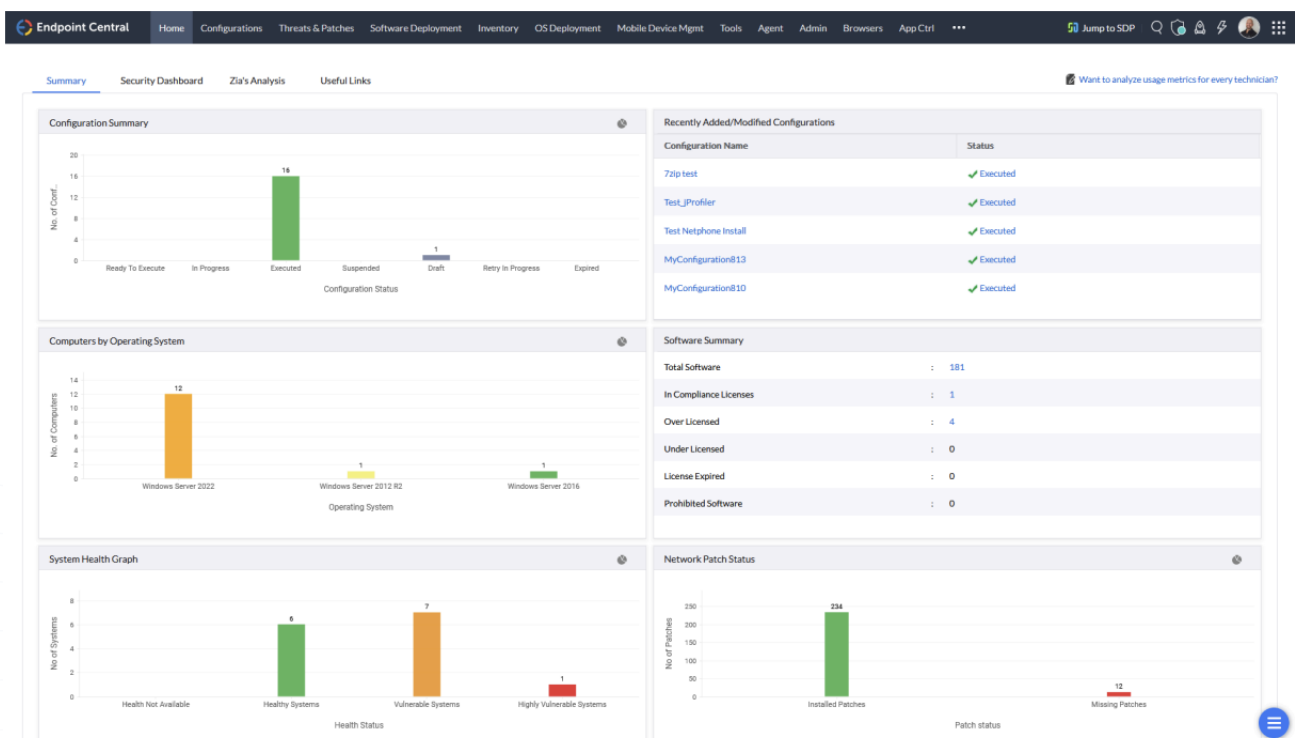 Endpoint Central Home Configurations Threats & Patches Software Deployment Inventory OS Deployment Mobile Device Mgmt Tools Agent Admin Browsers App Ctrl ••• Jump to SDP
Summary Security Dashboard Zia's Analysis Useful Links Want to analyze usage metrics for every technician?
Configuration Summary
20
16
12
8
4
0
No. of Conf..
16
1
Ready To Execute In Progress Executed Suspended Draft Retry In Progress Expired
Configuration Status
Recently Added/Modified Configurations
Configuration Name Status
7zip test Executed
Test_jProfiler Executed
Test Netphone Install Executed
MyConfiguration813 Executed
MyConfiguration810 Executed
Computers by Operating System
14
12
10
8
6
4
2
0
No. of Computers
12
1
1
Windows Server 2022 Windows Server 2012 R2 Windows Server 2016
Operating System
Software Summary
Total Software : 181
In Compliance Licenses : 1
Over Licensed : 4
Under Licensed : 0
License Expired : 0
Prohibited Software : 0
System Health Graph
8
6
4
2
0
No of Systems
6
7
1
Health Not Available Healthy Systems Vulnerable Systems Highly Vulnerable Systems
Health Status
Network Patch Status
250
200
150
100
50
0
No of Patches
234
12
Installed Patches Missing Patches
Patch status